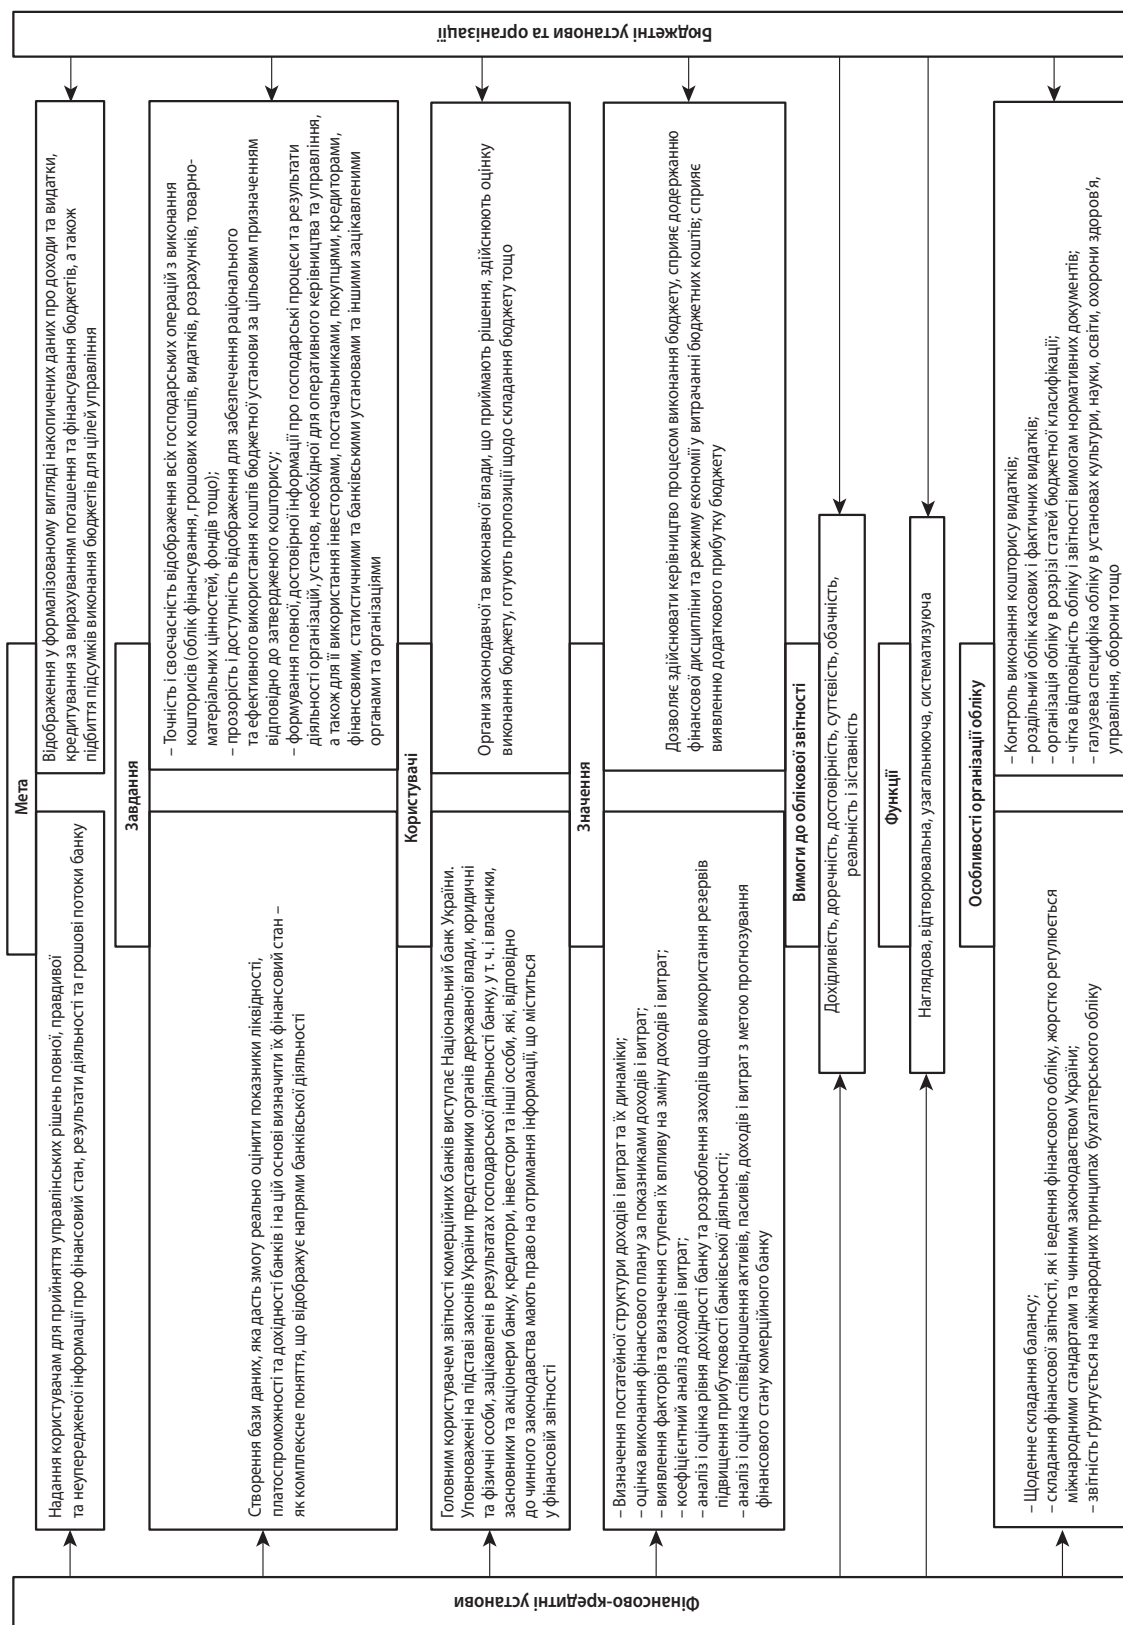 Фінансово-кредитні установи
Бюджетні установи та організації
Мета
Надання користувачам для прийняття управлінських рішень повної, правдивої
та неупередженої інформації про фінансовий стан, результати діяльності та грошові потоки банку
Відображення у формалізованому вигляді накопичених даних про доходи та видатки,
кредитування за вирахуванням погашення та фінансування бюджетів, а також
підбиття підсумків виконання бюджетів для цілей управління
Завдання
Створення бази даних, яка дасть змогу реально оцінити показники ліквідності,
платоспроможності та дохідності банків і на цій основі визначити їх фінансовий стан –
як комплексне поняття, що відображує напрями банківської діяльності
– Точність і своєчасність відображення всіх господарських операцій з виконання
кошторисів (облік фінансування, грошових коштів, видатків, розрахунків, товарно-
матеріальних цінностей, фондів тощо);
– прозорість і доступність відображення для забезпечення раціонального
та ефективного використання коштів бюджетної установи за цільовим призначенням
відповідно до затвердженого кошторису;
– формування повної, достовірної інформації про господарські процеси та результати
діяльності організацій, установ, необхідної для оперативного керівництва та управління,
а також для її використання інвесторами, постачальниками, покупцями, кредиторами,
фінансовими, статистичними та банківськими установами та іншими зацікавленими
органами та організаціями
Користувачі
Головним користувачем звітності комерційних банків виступає Національний банк України.
Уповноважені на підставі законів України представники органів державної влади, юридичні
та фізичні особи, зацікавлені в результатах господарської діяльності банку, у т. ч. і власники,
засновники та акціонери банку, кредитори, інвестори та інші особи, які, відповідно
до чинного законодавства мають право на отримання інформації, що міститься
у фінансовій звітності
Органи законодавчої та виконавчої влади, що приймають рішення, здійснюють оцінку
виконання бюджету, готують пропозиції щодо складання бюджету тощо
Значення
– Визначення постатейної структури доходів і витрат та їх динаміки;
– оцінка виконання фінансового плану за показниками доходів і витрат;
– виявлення факторів та визначення ступеня їх впливу на зміну доходів і витрат;
– коефіцієнтний аналіз доходів і витрат;
– аналіз і оцінка рівня дохідності банку та розроблення заходів щодо використання резервів
підвищення прибутковості банківської діяльності;
– аналіз і оцінка співвідношення активів, пасивів, доходів і витрат з метою прогнозування
фінансового стану комерційного банку
Дозволяє здійснювати керівництво процесом виконання бюджету, сприяє додержанню
фінансової дисципліни та режиму економії у витрачанні бюджетних коштів; сприяє
виявленню додаткового прибутку бюджету
Вимоги до облікової звітності
Дохідливість, доречність, достовірність, суттєвість, обачність,
реальність і зіставність
Функції
Наглядова, відтворювальна, узагальнююча, систематизуюча
Особливості організації обліку
– Щоденне складання балансу;
– складання фінансової звітності, як і ведення фінансового обліку, жорстко регулюється
міжнародними стандартами та чинним законодавством України;
– звітність ґрунтується на міжнародних принципах бухгалтерського обліку
– Контроль виконання кошторису видатків;
– роздільний облік касових і фактичних видатків;
– організація обліку в розрізі статей бюджетної класифікації;
– чітка відповідність обліку і звітності вимогам нормативних документів;
– галузева специфіка обліку в установах культури, науки, освіти, охорони здоров'я,
управління, оборони тощо